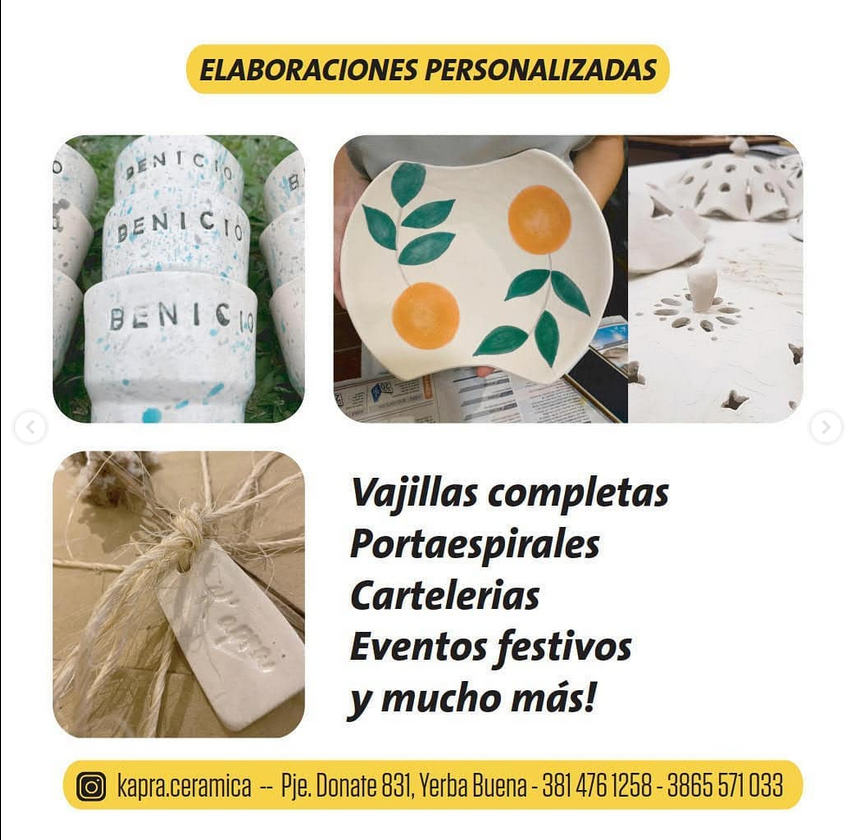 ELABORACIONES PERSONALIZADAS
BENICIO
BENICIO
BENICIO
Vajillas completas
Portaespirales
Cartelerias
Eventos festivos
y mucho más!
kapra.ceramica -- Pje. Donate 831, Yerba Buena - 381 476 1258 - 3865 571 033